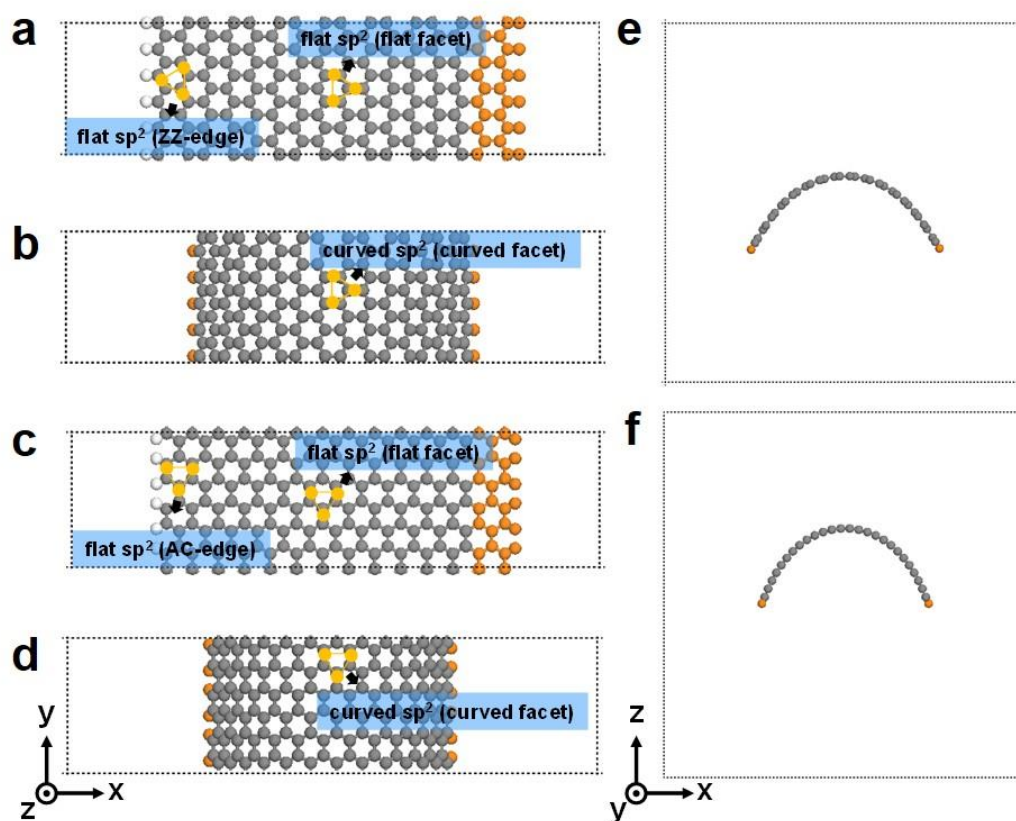 a
flat sp² (flat facet)
flat sp² (ZZ-edge)
b
curved sp² (curved facet)
c
flat sp² (flat facet)
flat sp² (AC-edge)
d
curved sp² (curved facet)
y
z
x
e
f
z
y
x